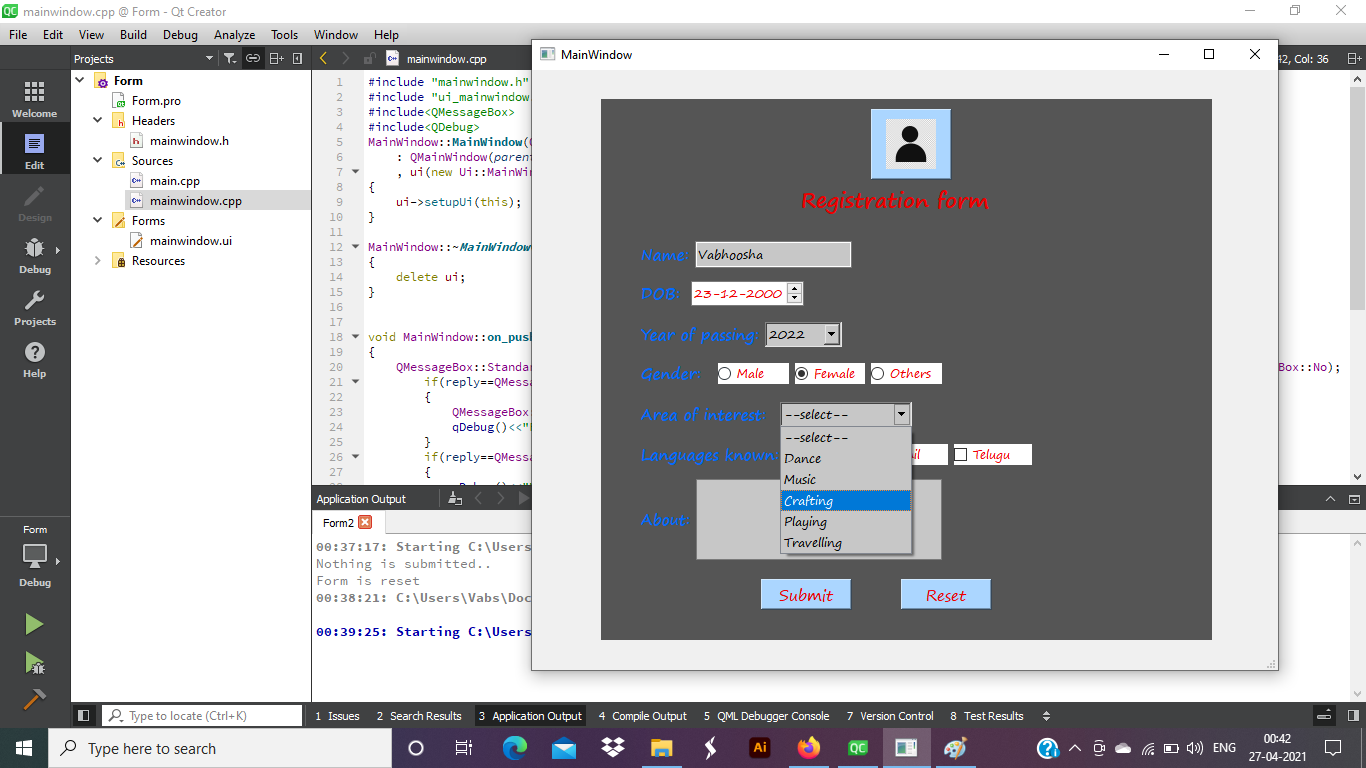 mainwindow.cpp @ Form - Qt Creator
File Edit View Build Debug Analyze Tools Window Help
Projects
mainwindow.cpp
Col: 36
Welcome
Edit
Design
Debug
Projects
Help
Form
Debug
Form
Form.pro
Headers
mainwindow.h
Sources
main.cpp
mainwindow.cpp
Forms
mainwindow.ui
Resources
1 #include "mainwindow.h"
2 #include "ui_mainwindow
3 #include<QMessageBox>
4 #include<QDebug>
5 MainWindow::MainWindow(
6 : QMainWindow(paren
7 , ui(new Ui::MainWin
8 {
9 ui->setupUi(this);
10 }
11
12 MainWindow::~MainWindow
13 {
14 delete ui;
15 }
16
17
18 void MainWindow::on_pus
19 {
20 QMessageBox::Standar Box::No);
21 if(reply==QMess
22 {
23 QMessageBox
24 qDebug()<<"
25 }
26 if(reply==QMess
27 {
MainWindow
Registration form
Name: Vabhoosha
DOB: 23-12-2000
Year of passing: 2022
Gender: Male Female Others
Area of interest: --select--
--select--
Dance
Music
Crafting
Playing
Travelling
Languages known: Telugu
About:
Submit Reset
Application Output
Form2
00:37:17: Starting C:\Users
Nothing is submitted..
Form is reset
00:38:21: C:\Users\Vabs\Doc
00:39:25: Starting C:\Users
Type to locate (Ctrl+K)
1 Issues 2 Search Results 3 Application Output 4 Compile Output 5 QML Debugger Console 7 Version Control 8 Test Results
Type here to search
Ai
QC
ENG
00:42
27-04-2021